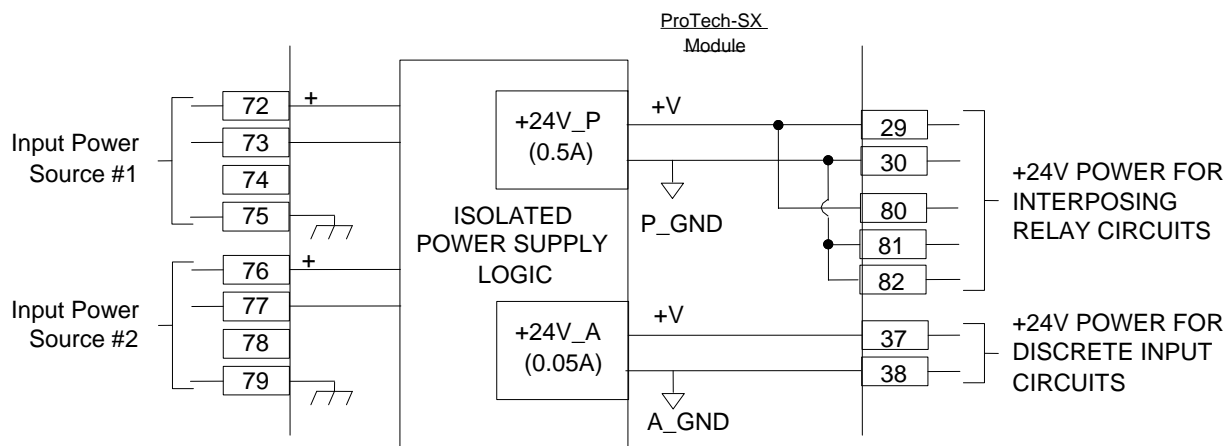 ProTech-SX
Module
72
+
73
74
75
Input Power
Source #1
76
+
77
78
79
Input Power
Source #2
ISOLATED
POWER SUPPLY
LOGIC
+24V_P
(0.5A)
+V
P_GND
+24V_A
(0.05A)
+V
A_GND
29
30
80
81
82
+24V POWER FOR
INTERPOSING
RELAY CIRCUITS
37
38
+24V POWER FOR
DISCRETE INPUT
CIRCUITS